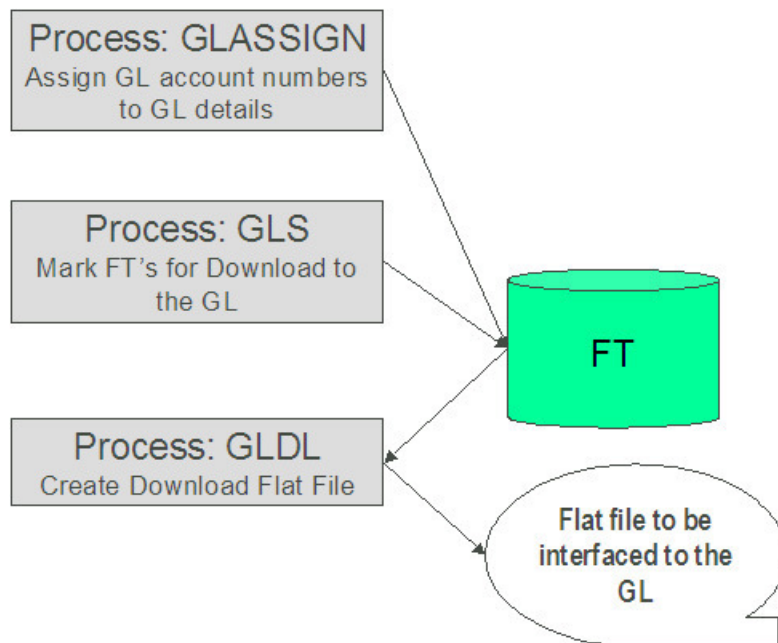 Process: GLASSIGN
Assign GL account numbers
to GL details
Process: GLS
Mark FT's for Download to
the GL
FT
Process: GLDL
Create Download Flat File
Flat file to be
interfaced to the
GL